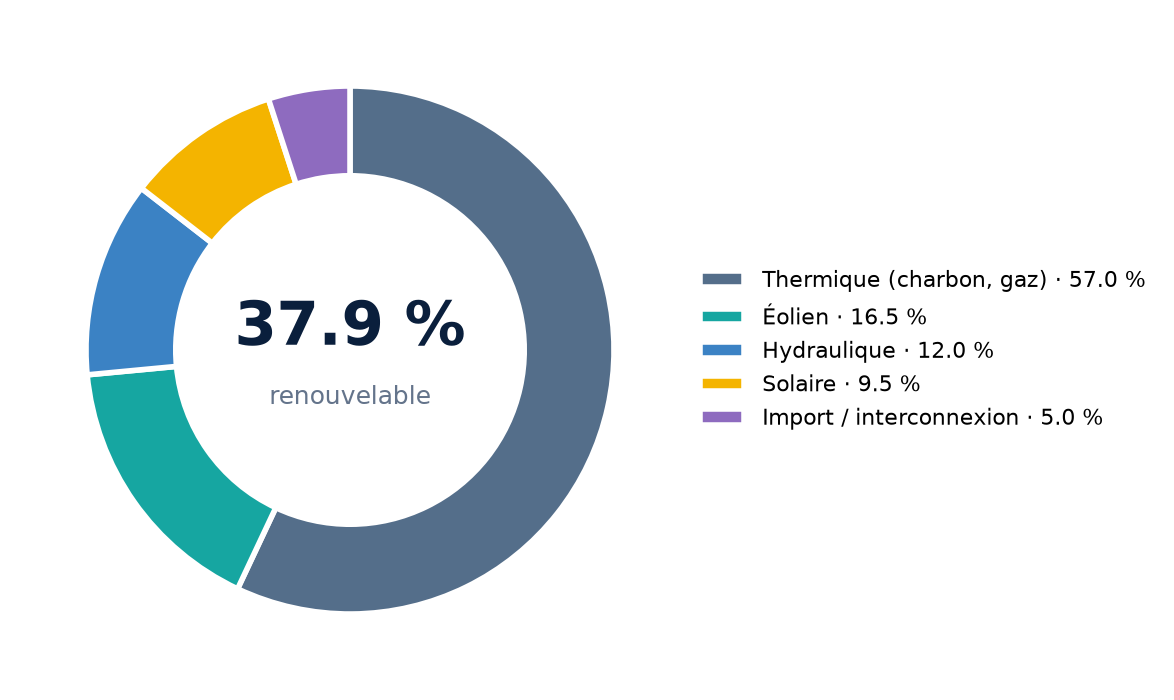 37.9 %
renouvelable
Thermique (charbon, gaz) · 57.0 %
Éolien · 16.5 %
Hydraulique · 12.0 %
Solaire · 9.5 %
Import / interconnexion · 5.0 %